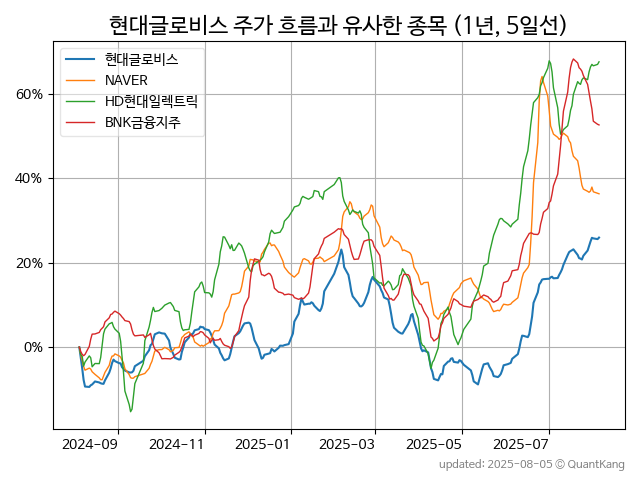 현대글로비스 주가 흐름과 유사한 종목 (1년, 5일선)
현대글로비스
NAVER
HD현대일렉트릭
BNK금융지주
60%
40%
20%
0%
2024-09 2024-11 2025-01 2025-03 2025-05 2025-07
updated: 2025-08-05 © QuantKang